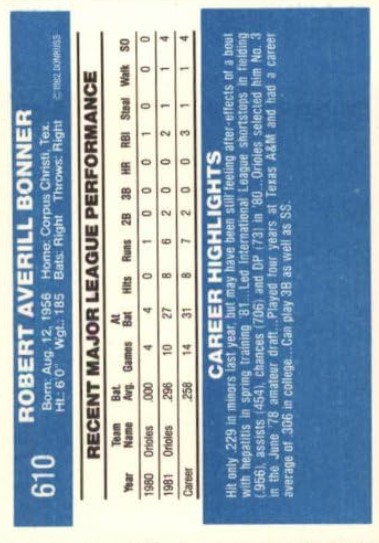 610
ROBERT AVERILL BONNER
Born: Aug. 12, 1956 Home: Corpus Christi, Tex.
Ht.: 6'0" Wgt.: 185 Bats: Right Throws: Right
© 1982 DONRUSS
RECENT MAJOR LEAGUE PERFORMANCE
Year Team Name Bat. Avg. Games At Bat Hits Runs 2B 3B HR RBI Steal Walk SO
1980 Orioles .000 4 4 0 1 0 0 0 1 0 0 0
1981 Orioles .296 10 27 8 6 2 0 0 2 1 1 4
Career .258 14 31 8 7 2 0 0 3 1 1 4
CAREER HIGHLIGHTS
Hit only .229 in minors last year, but may have been still feeling after-effects of a bout
with hepatitis in spring training '81...Led International League shortstops in fielding
(.956), assists (454), chances (706) and DP (73) in '80...Orioles selected him No. 3
in the June '78 amateur draft...Played four years at Texas A&M and had a career
average of .306 in college...Can play 3B as well as SS.